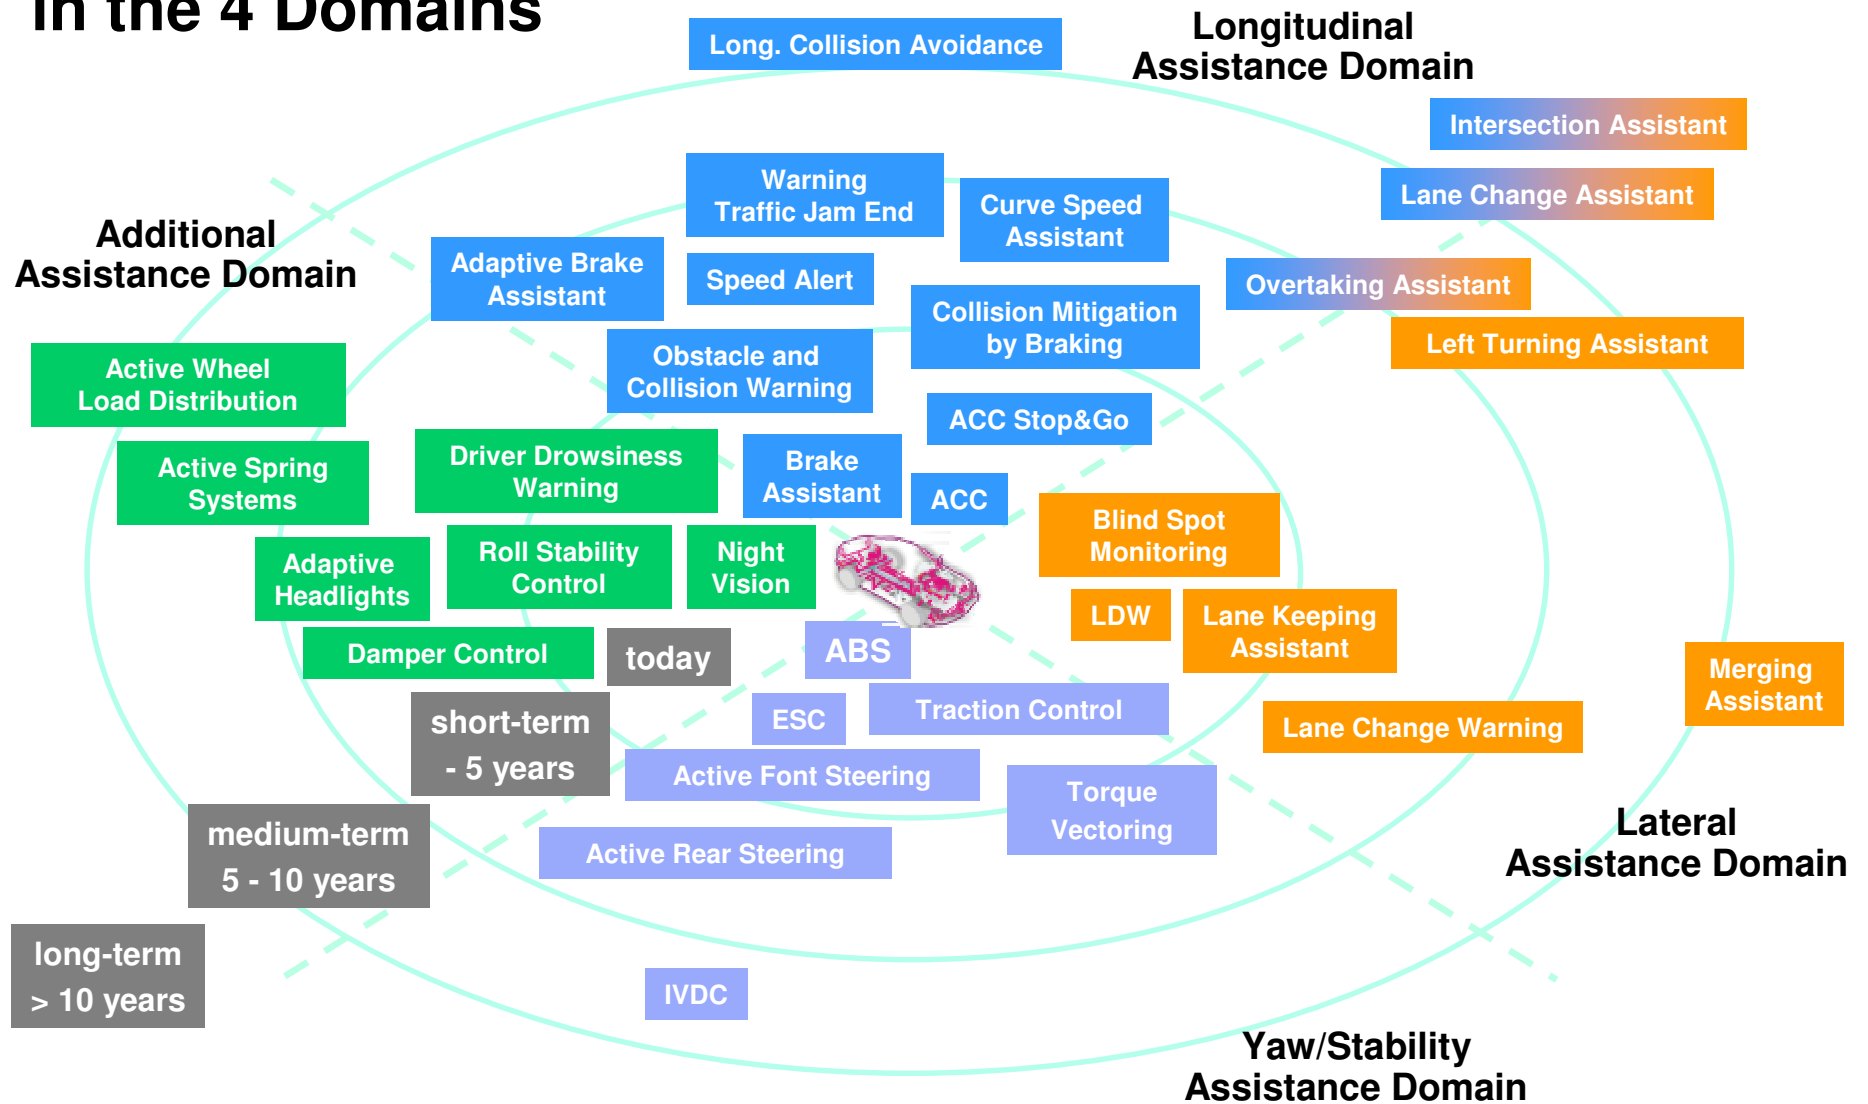 in the 4 Domains
Long. Collision Avoidance
Longitudinal
Assistance Domain
Intersection Assistant
Lane Change Assistant
Warning
Traffic Jam End
Curve Speed
Assistant
Additional
Assistance Domain
Adaptive Brake
Assistant
Speed Alert
Overtaking Assistant
Collision Mitigation
by Braking
Left Turning Assistant
Obstacle and
Collision Warning
Active Wheel
Load Distribution
ACC Stop&Go
Active Spring
Systems
Driver Drowsiness
Warning
Brake
Assistant
ACC
Blind Spot
Monitoring
Adaptive
Headlights
Roll Stability
Control
Night
Vision
LDW
Lane Keeping
Assistant
Damper Control
today
ABS
Merging
Assistant
short-term
- 5 years
ESC
Traction Control
Lane Change Warning
Active Font Steering
Torque
Vectoring
medium-term
5 - 10 years
Active Rear Steering
Lateral
Assistance Domain
long-term
> 10 years
IVDC
Yaw/Stability
Assistance Domain